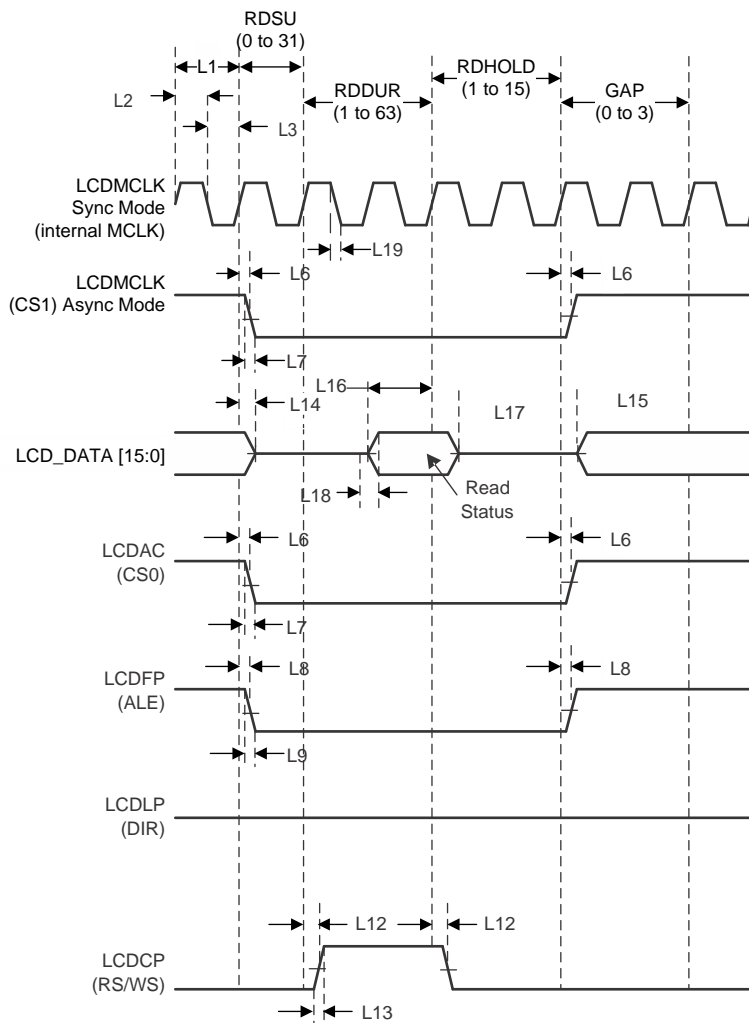 RDSU
(0 to 31)
L1
RDHOLD
(1 to 15)
RDDUR
(1 to 63)
GAP
(0 to 3)
L2
L3
LCDMCLK
Sync Mode
(internal MCLK)
L19
LCDMCLK
(CS1) Async Mode
L6
L6
L7
L16
L14
L17
L15
LCD_DATA [15:0]
L18
Read
Status
LCDAC
(CS0)
L6
L6
L7
LCDFP
(ALE)
L8
L8
L9
LCDLP
(DIR)
L12
L12
LCDCP
(RS/WS)
L13